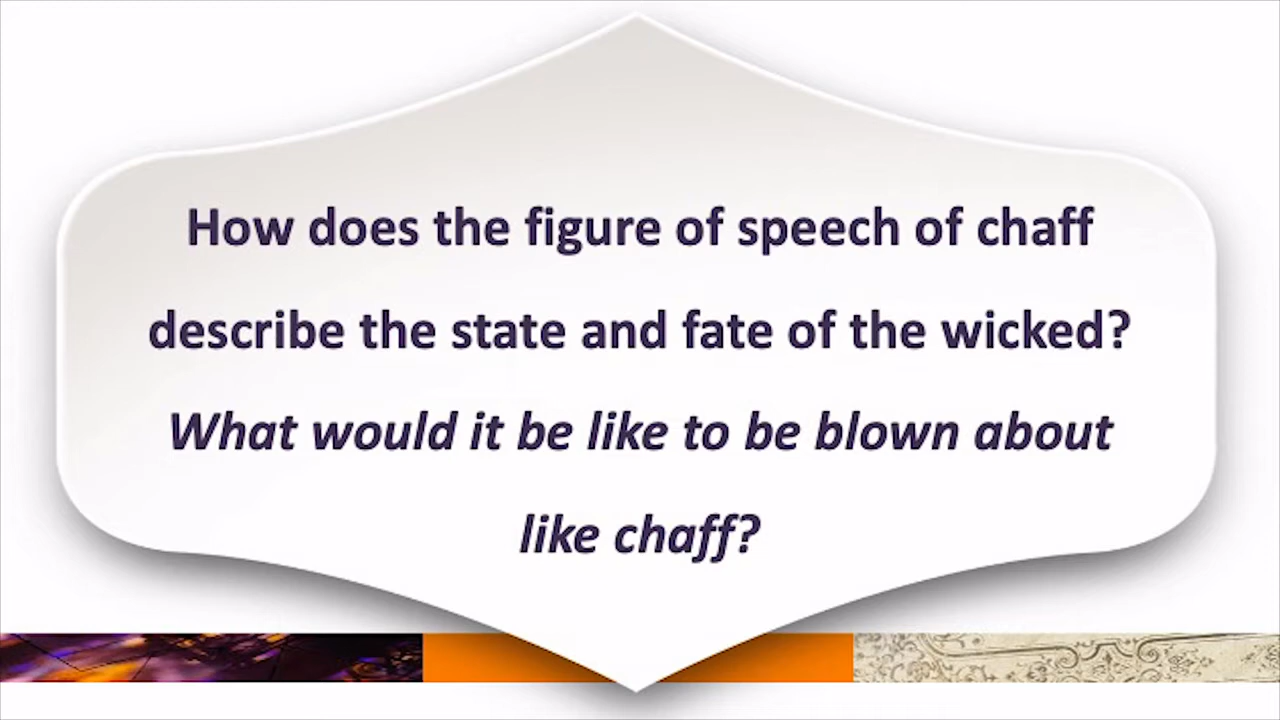 How does the figure of speech of chaff
describe the state and fate of the wicked?
What would it be like to be blown about
like chaff?